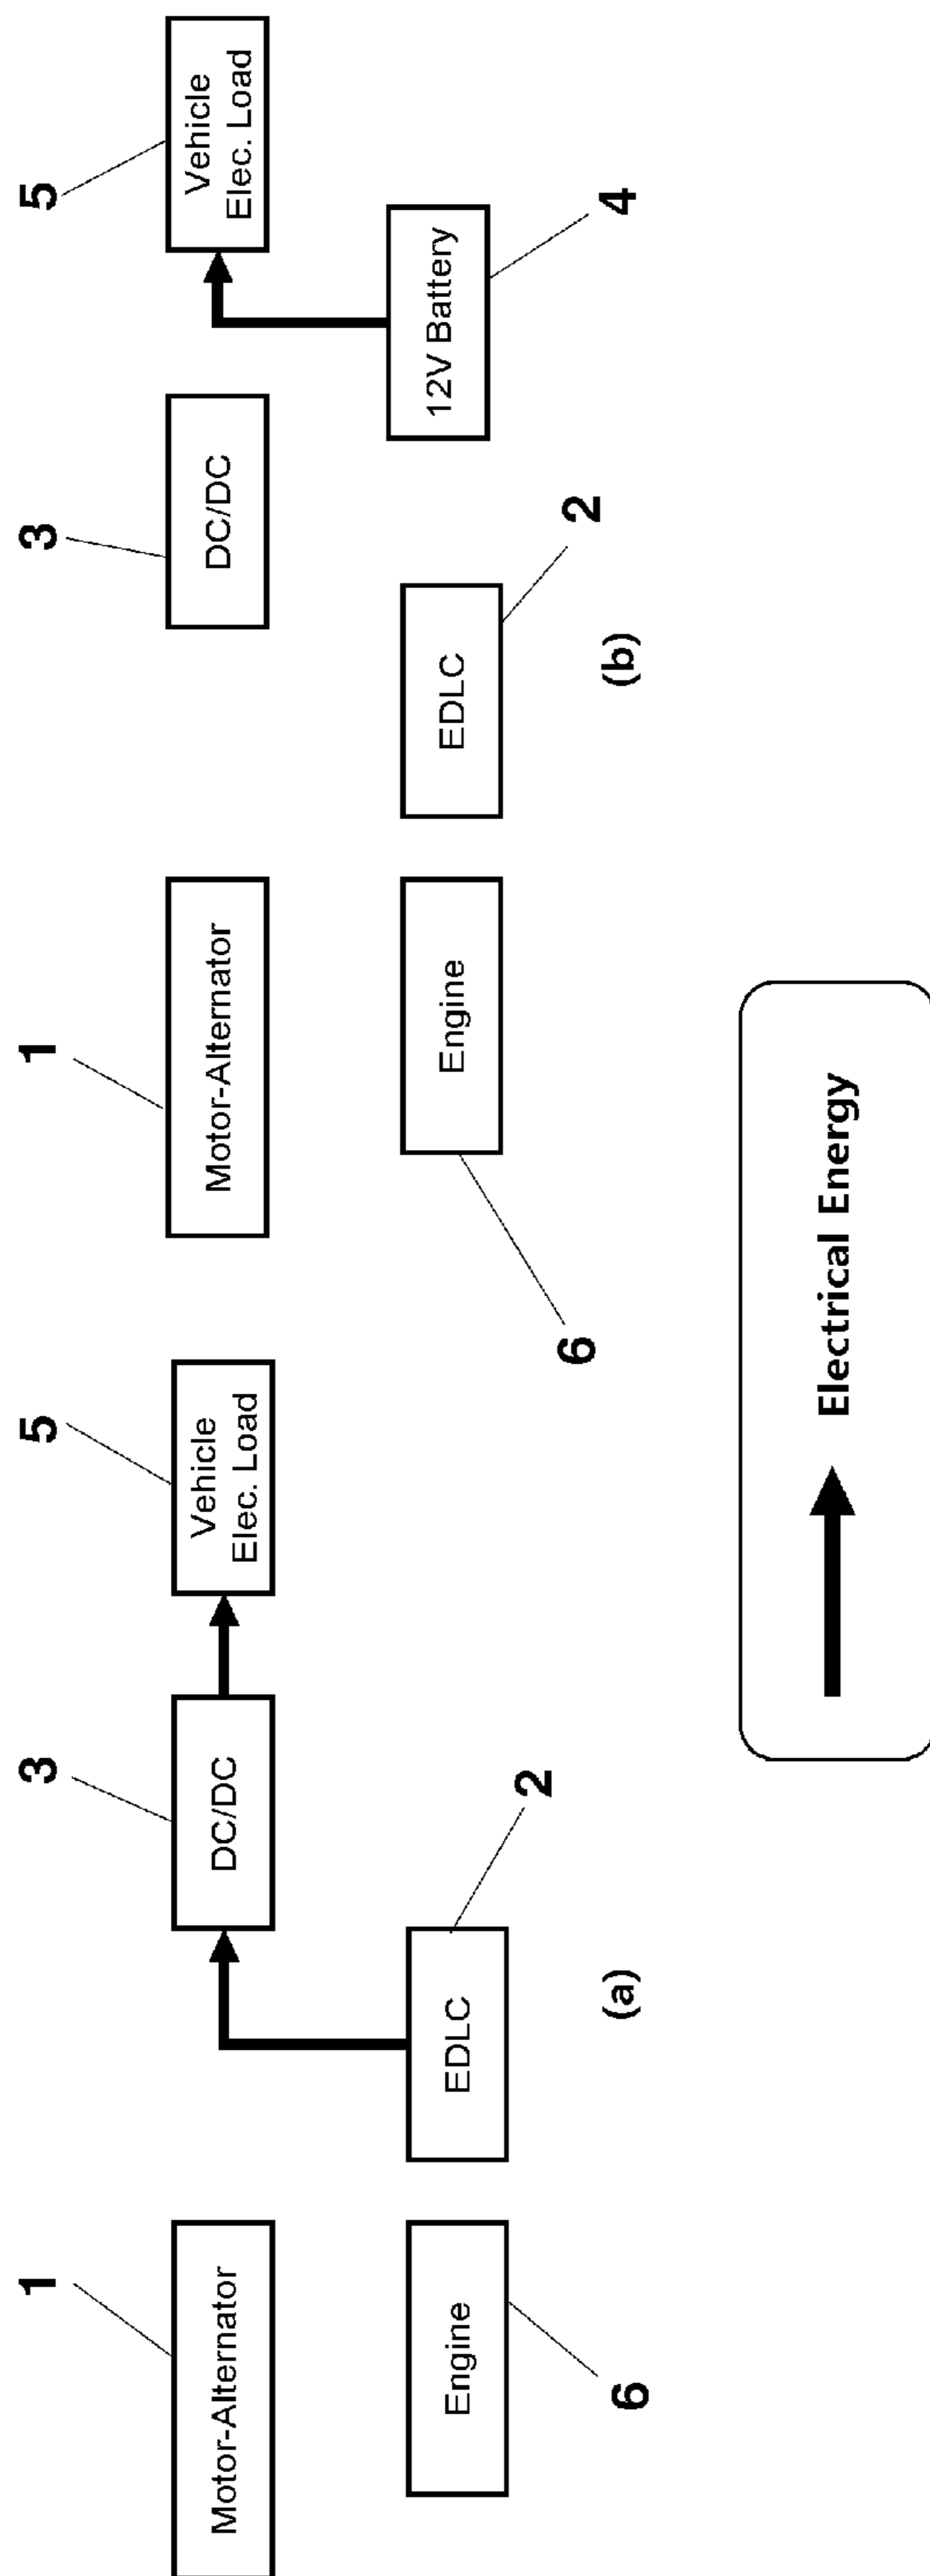 1
3
5
Motor-Alternator
DC/DC
Vehicle
Elec. Load
Engine
EDLC
6
2
(a)
1
3
5
Motor-Alternator
DC/DC
Vehicle
Elec. Load
Engine
EDLC
12V Battery
6
2
4
(b)
Electrical Energy